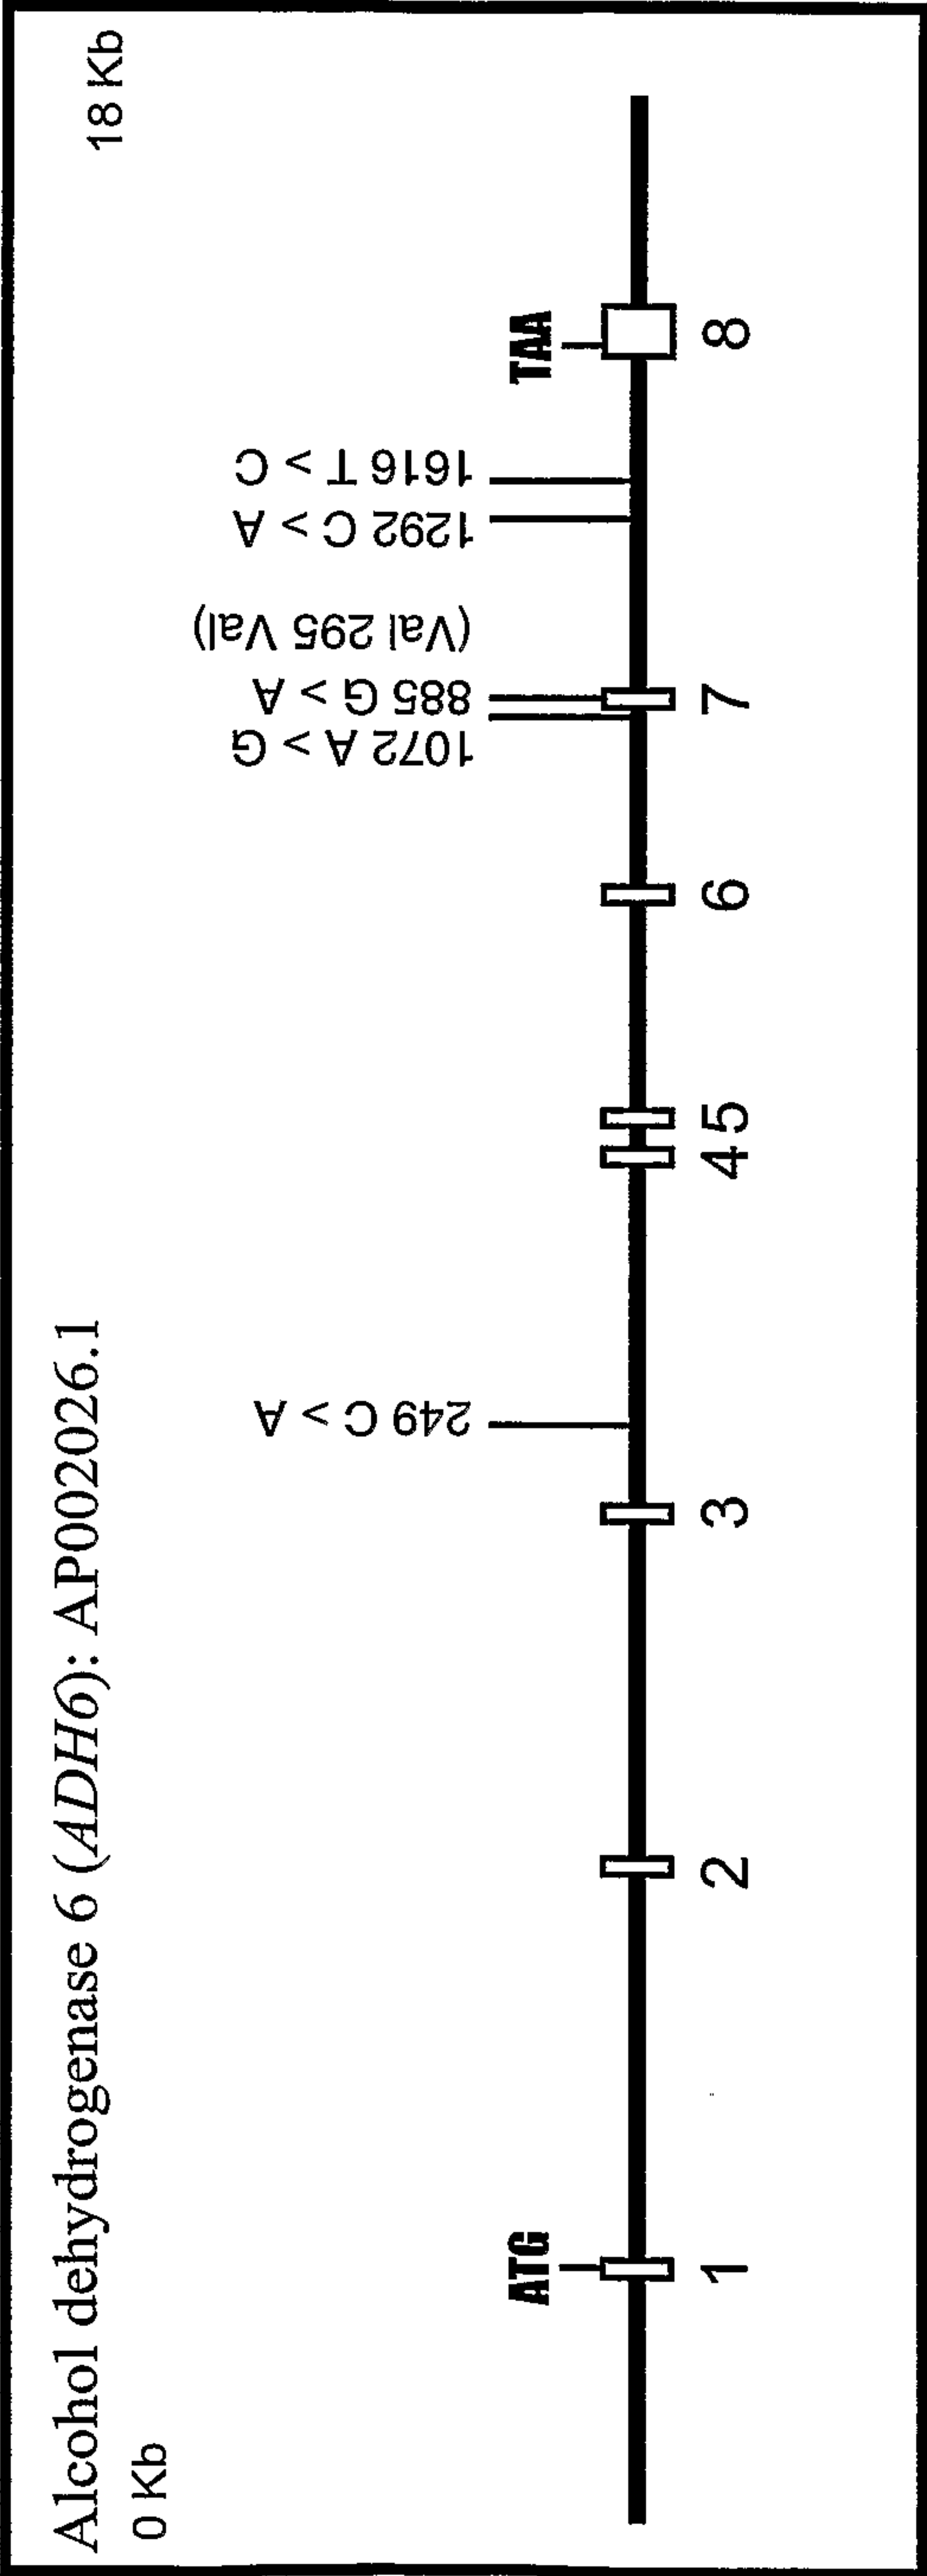 Alcohol dehydrogenase 6 (ADH6): AP002026.1
0 Kb
18 Kb
249 C > A
1072 A > G
885 G > A
(Val 295 Val)
1292 C > A
1616 T > C
ATG
TAA
1
2
3
4
5
6
7
8